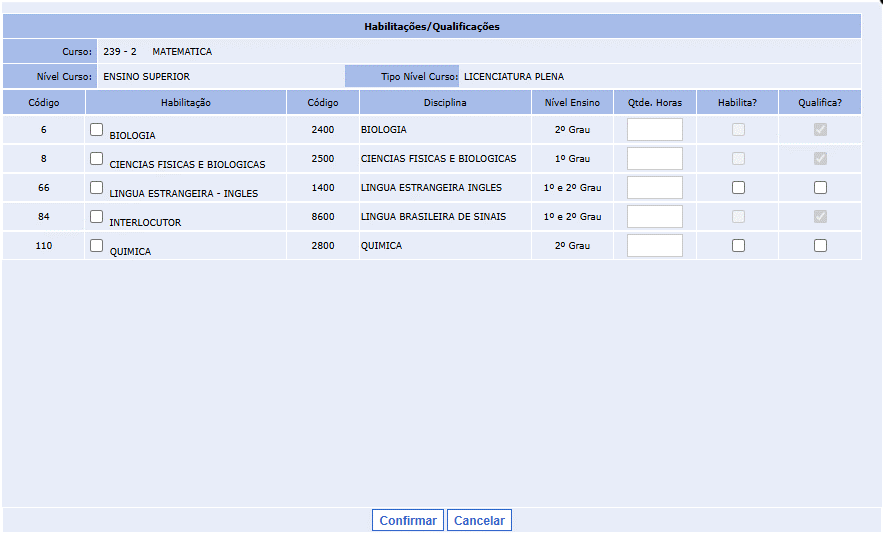 Habilitações/Qualificações
Curso: 239 - 2 MATEMATICA
Nível Curso: ENSINO SUPERIOR Tipo Nível Curso: LICENCIATURA PLENA
Código Habilitação Código Disciplina Nível Ensino Qtde. Horas Habilita? Qualifica?
6 BIOLOGIA 2400 BIOLOGIA 2º Grau
8 CIENCIAS FISICAS E BIOLOGICAS 2500 CIENCIAS FISICAS E BIOLOGICAS 1º Grau
66 LINGUA ESTRANGEIRA - INGLES 1400 LINGUA ESTRANGEIRA INGLES 1º e 2º Grau
84 INTERLOCUTOR 8600 LINGUA BRASILEIRA DE SINAIS 1º e 2º Grau
110 QUIMICA 2800 QUIMICA 2º Grau
Confirmar Cancelar